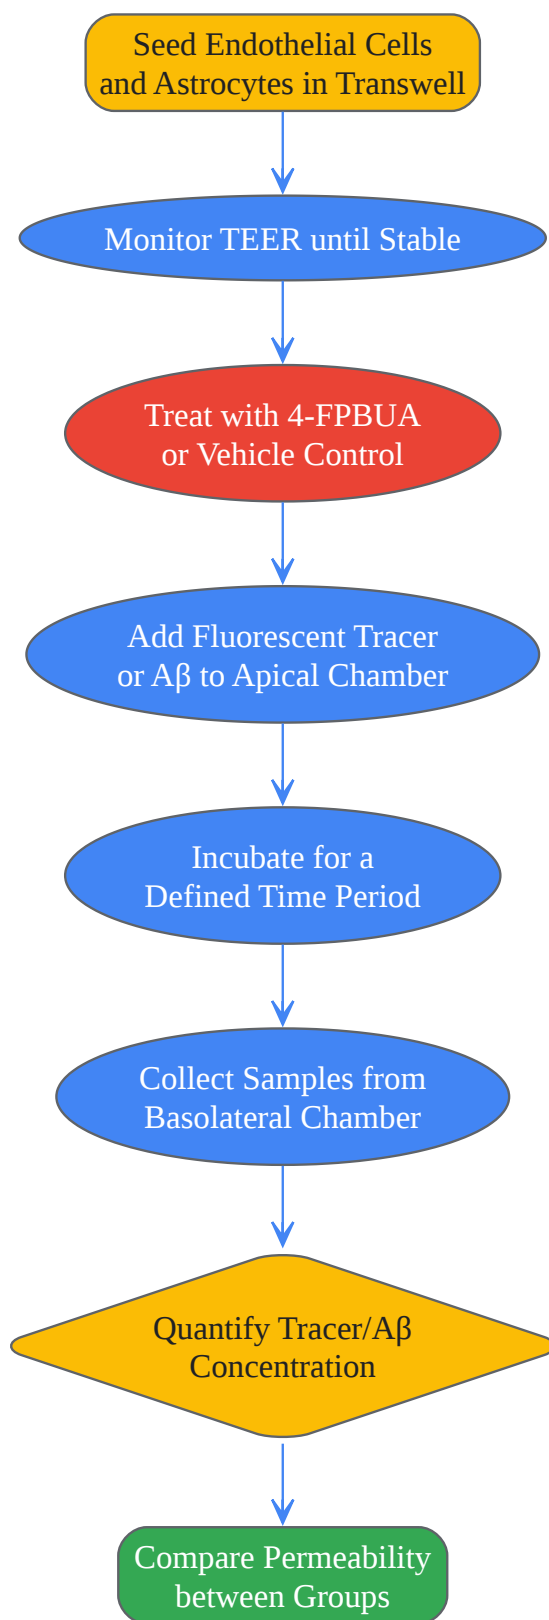 Seed Endothelial Cells
and Astrocytes in Transwell
Monitor TEER until Stable
Treat with 4-FPBUA
or Vehicle Control
Add Fluorescent Tracer
or Aβ to Apical Chamber
Incubate for a
Defined Time Period
Collect Samples from
Basolateral Chamber
Quantify Tracer/Aβ
Concentration
Compare Permeability
between Groups